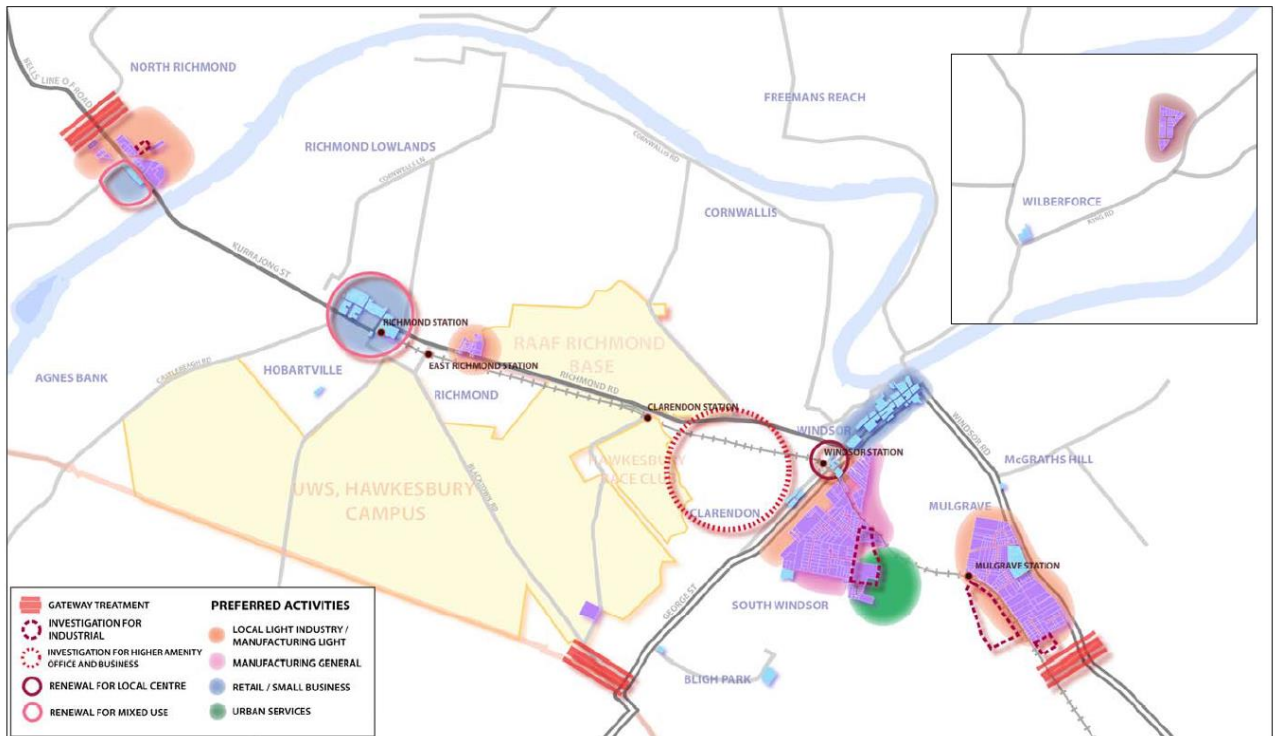 NORTH RICHMOND
BELLS LINE OF ROAD
FREEMANS REACH
RICHMOND LOWLANDS
CORNWALLIS RD
CORNWELLS LN
CORNWALLIS
WILBERFORCE
KING RD
KURRAJONG ST
RICHMOND STATION
RAAF RICHMOND
BASE
EAST RICHMOND STATION
CASTLEREAGH RD
HOBARTVILLE
AGNES BANK
RICHMOND
RICHMOND RD
CLARENDON STATION
WINDSOR
WINDSOR STATION
WINDSOR RD
McGRATHS HILL
HAWKESBURY
RACE CLUB
UWS, HAWKESBURY
CAMPUS
BLACKTOWN RD
CLARENDON
MULGRAVE
MULGRAVE STATION
SOUTH WINDSOR
GEORGE ST
BLIGH PARK
GATEWAY TREATMENT
INVESTIGATION FOR
INDUSTRIAL
INVESTIGATION FOR HIGHER AMENITY
OFFICE AND BUSINESS
RENEWAL FOR LOCAL CENTRE
RENEWAL FOR MIXED USE
PREFERRED ACTIVITIES
LOCAL LIGHT INDUSTRY /
MANUFACTURING LIGHT
MANUFACTURING GENERAL
RETAIL / SMALL BUSINESS
URBAN SERVICES